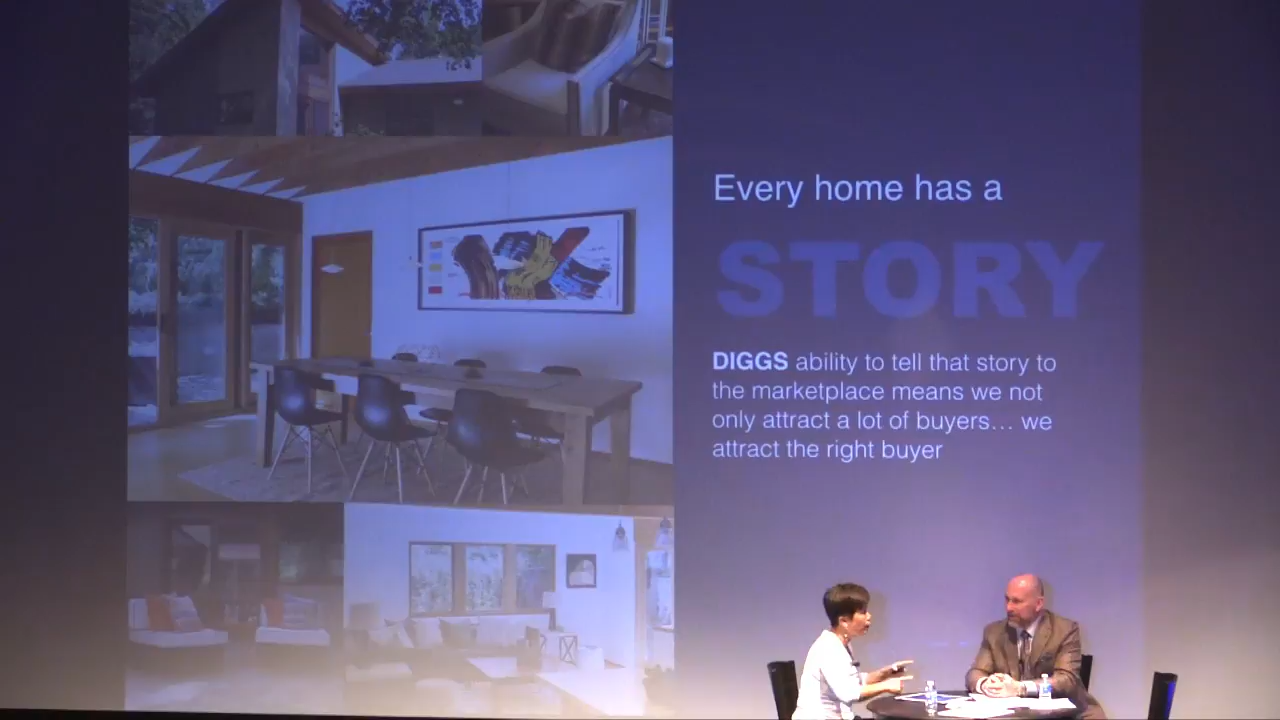 Every home has a
STORY
DIGGS ability to tell that story to
the marketplace means we not
only attract a lot of buyers... we
attract the right buyer